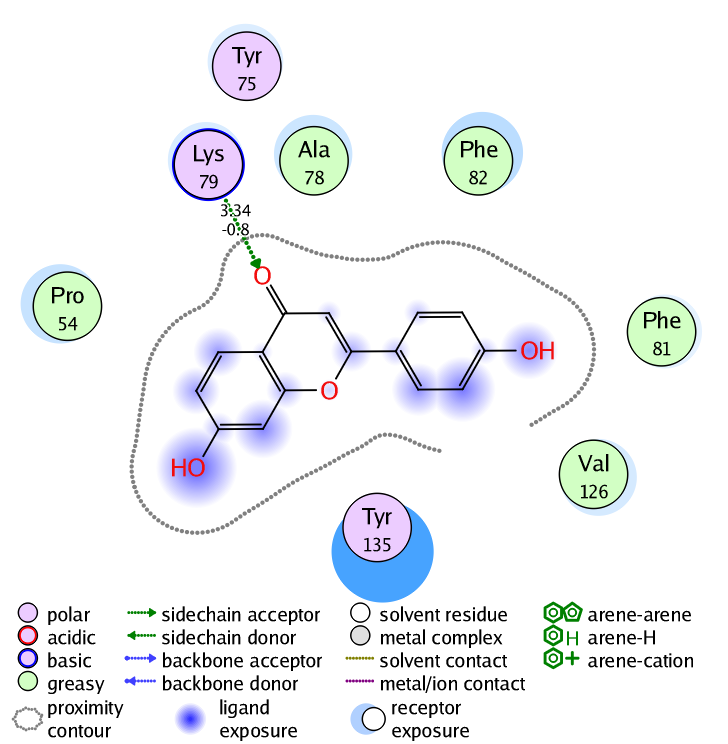 Tyr
75
Lys
79
Ala
78
Phe
82
3.34
-0.8
O
Pro
54
Phe
81
OH
O
HO
Val
126
Tyr
135
polar
sidechain acceptor
solvent residue
arene-arene
acidic
sidechain donor
metal complex
H arene-H
basic
backbone acceptor
solvent contact
+ arene-cation
greasy
backbone donor
metal/ion contact
proximity
contour
ligand
exposure
receptor
exposure